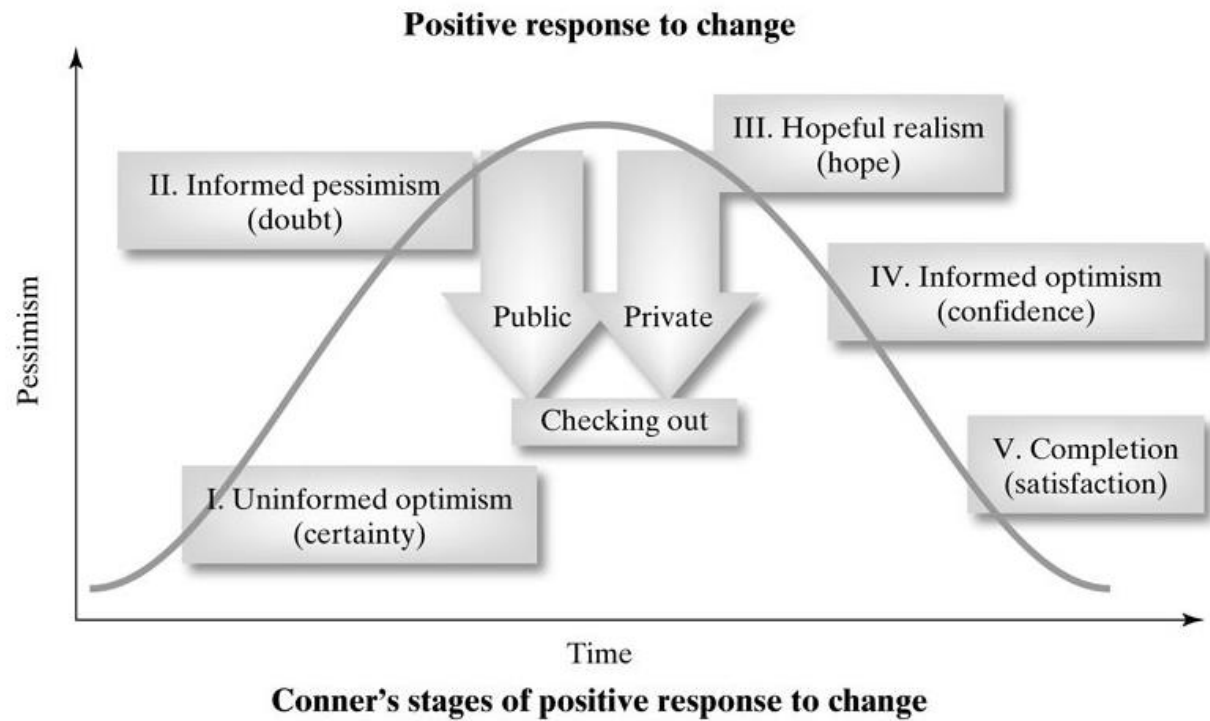 Positive response to change
III. Hopeful realism
(hope)
II. Informed pessimism
(doubt)
IV. Informed optimism
(confidence)
Public
Private
Pessimism
Checking out
V. Completion
(satisfaction)
I. Uninformed optimism
(certainty)
Time
Conner’s stages of positive response to change